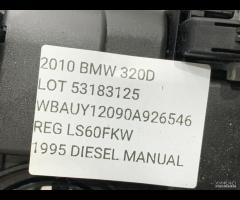 2010 BMW 320D
LOT 53183125
WBAUY12090A926546
REG LS60FKW
1995 DIESEL MANUAL